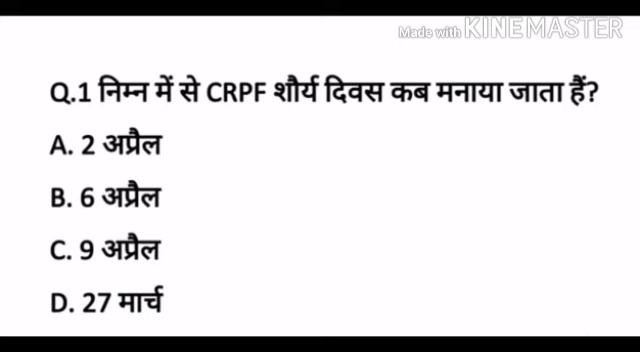 Made with KINEMASTER
Q.1 निम्न में से CRPF शौर्य दिवस कब मनाया जाता हैं?
A. 2 अप्रैल
B. 6 अप्रैल
C. 9 अप्रैल
D. 27 मार्च